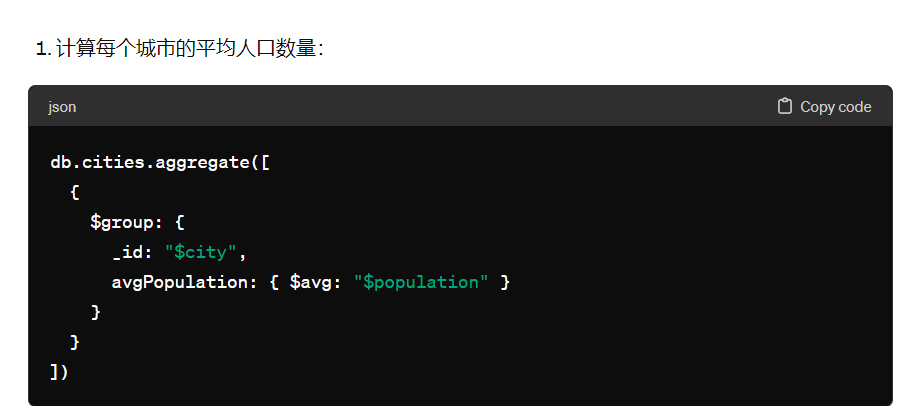 1. 计算每个城市的平均人口数量：
json
Copy code
db.cities.aggregate([
  {
    $group: {
      _id: "$city",
      avgPopulation: { $avg: "$population" }
    }
  }
])